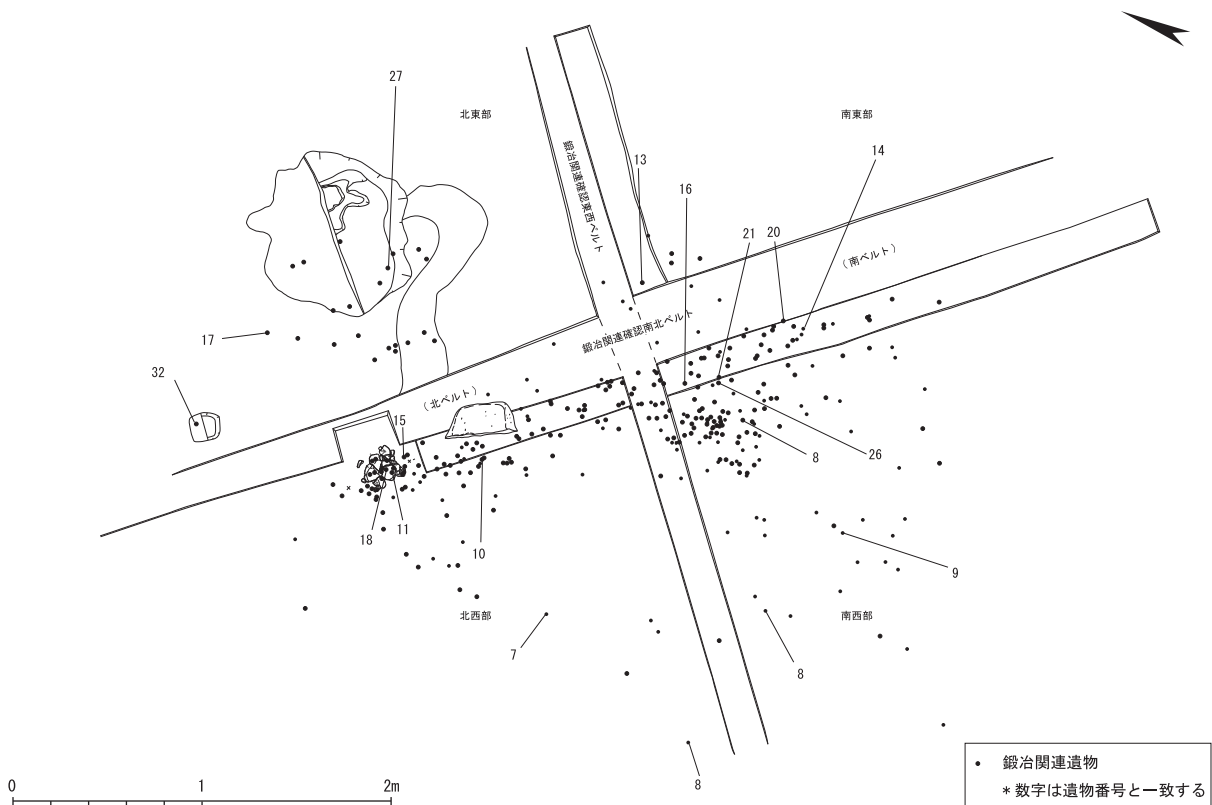 27
北東部
南東部
鍛冶関連確認東西ベルト
13
14
16
21
20
(南ベルト)
17
鍛冶関連確認南北ベルト
32
(北ベルト)
15
8
26
18
11
10
9
北西部
南西部
7
8
8
0 1 2m
• 鍛冶関連遺物
*数字は遺物番号と一致する